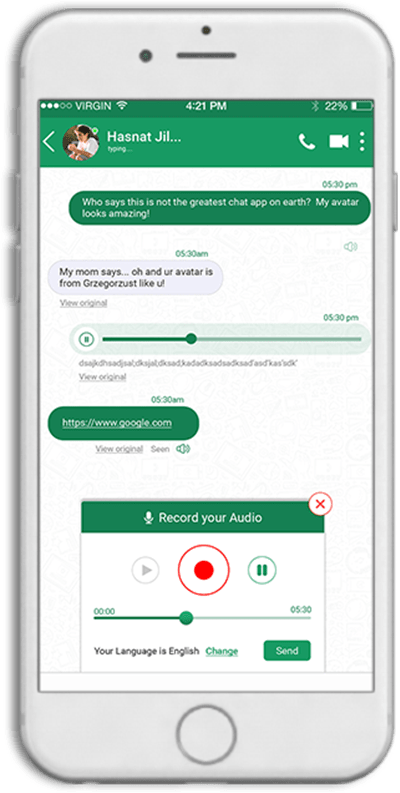 VIRGIN 4:21 PM 22%
Hasnat Jil...
typing...
05:30 pm
Who says this is not the greatest chat app on earth? My avatar
looks amazing!
05:30am
My mom says... oh and ur avatar is
from Grzegorzust like u!
View original
05:30 pm
dsajkdhsadjsal;dksjal;dksad;kadadksadsadksad'asd'kas'sdk'
View original
05:30am
https://www.google.com
View original Seen
Record your Audio
00:00 05:30
Your Language is English Change Send